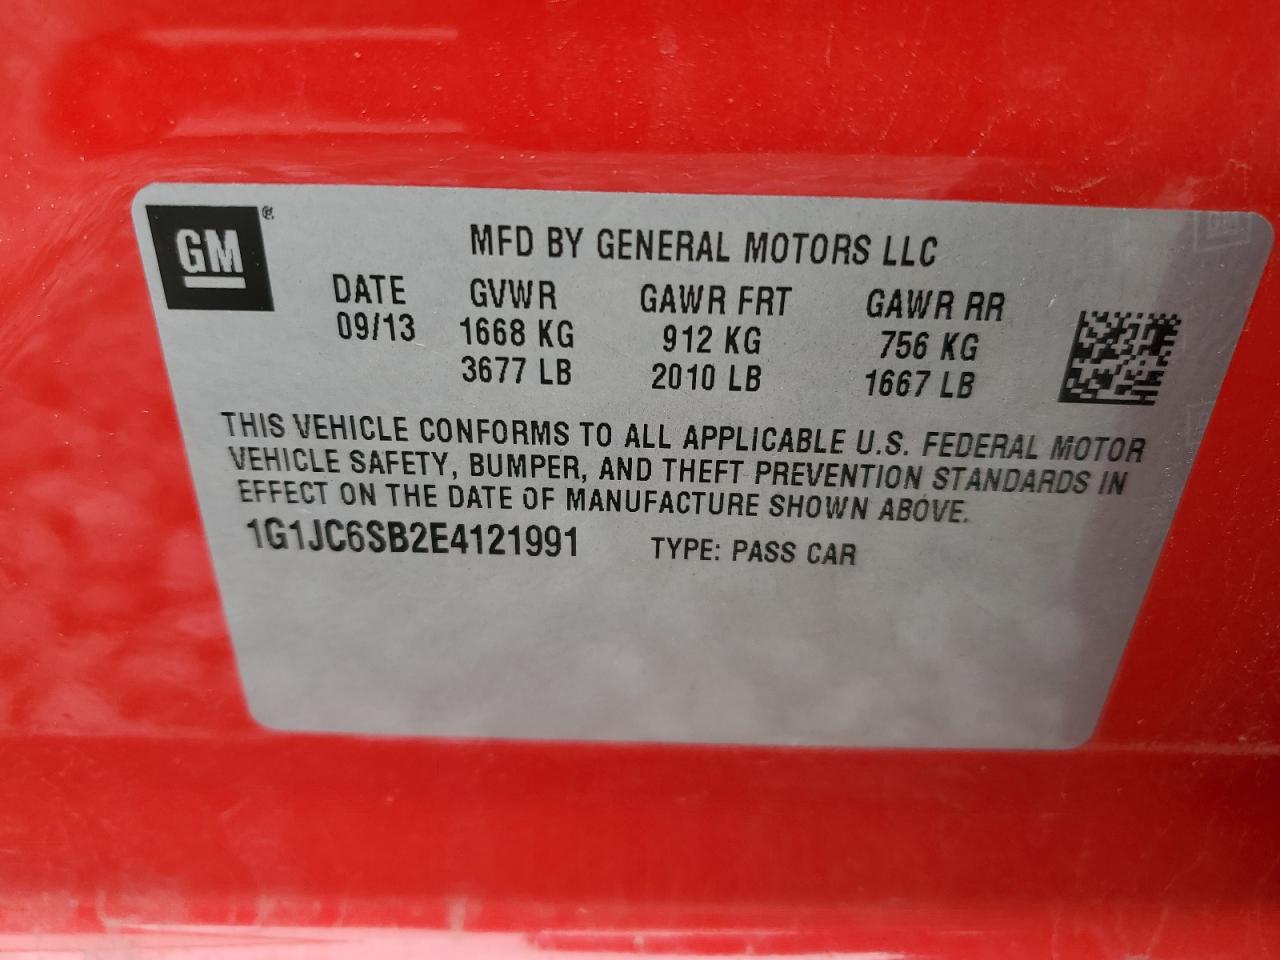 GM®
MFD BY GENERAL MOTORS LLC
DATE GVWR GAWR FRT GAWR RR
09/13 1668 KG 912 KG 756 KG
3677 LB 2010 LB 1667 LB
THIS VEHICLE CONFORMS TO ALL APPLICABLE U.S. FEDERAL MOTOR
VEHICLE SAFETY, BUMPER, AND THEFT PREVENTION STANDARDS IN
EFFECT ON THE DATE OF MANUFACTURE SHOWN ABOVE.
1G1JC6SB2E4121991 TYPE: PASS CAR